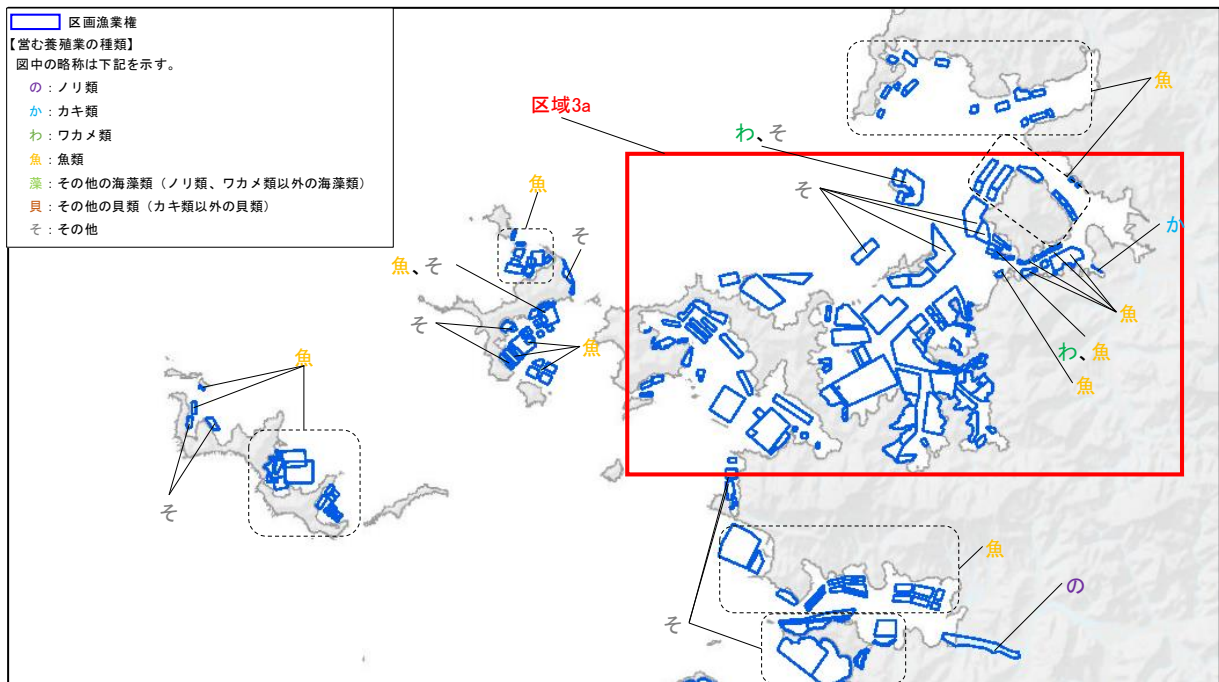 区画漁業権
【営む養殖業の種類】
図中の略称は下記を示す。
の：ノリ類
か：カキ類
わ：ワカメ類
魚：魚類
藻：その他の海藻類（ノリ類、ワカメ類以外の海藻類）
貝：その他の貝類（カキ類以外の貝類）
そ：その他
魚
区域3a
わ、そ
そ
魚
そ
か
魚、そ
そ
魚
魚
魚
わ、魚
魚
そ
魚
の
そ